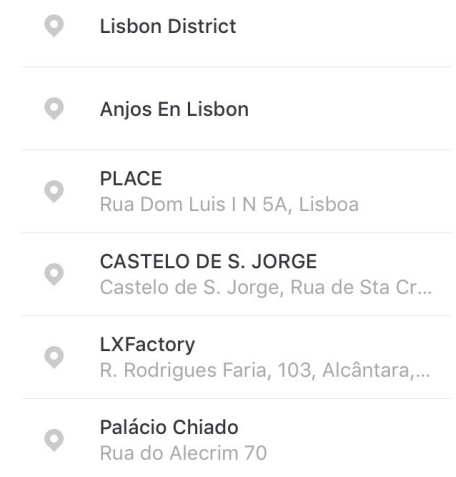 Lisbon District
Anjos En Lisbon
PLACE
Rua Dom Luis I N 5A, Lisboa
CASTELO DE S. JORGE
Castelo de S. Jorge, Rua de Sta Cr...
LXFactory
R. Rodrigues Faria, 103, Alcântara,...
Palácio Chiado
Rua do Alecrim 70